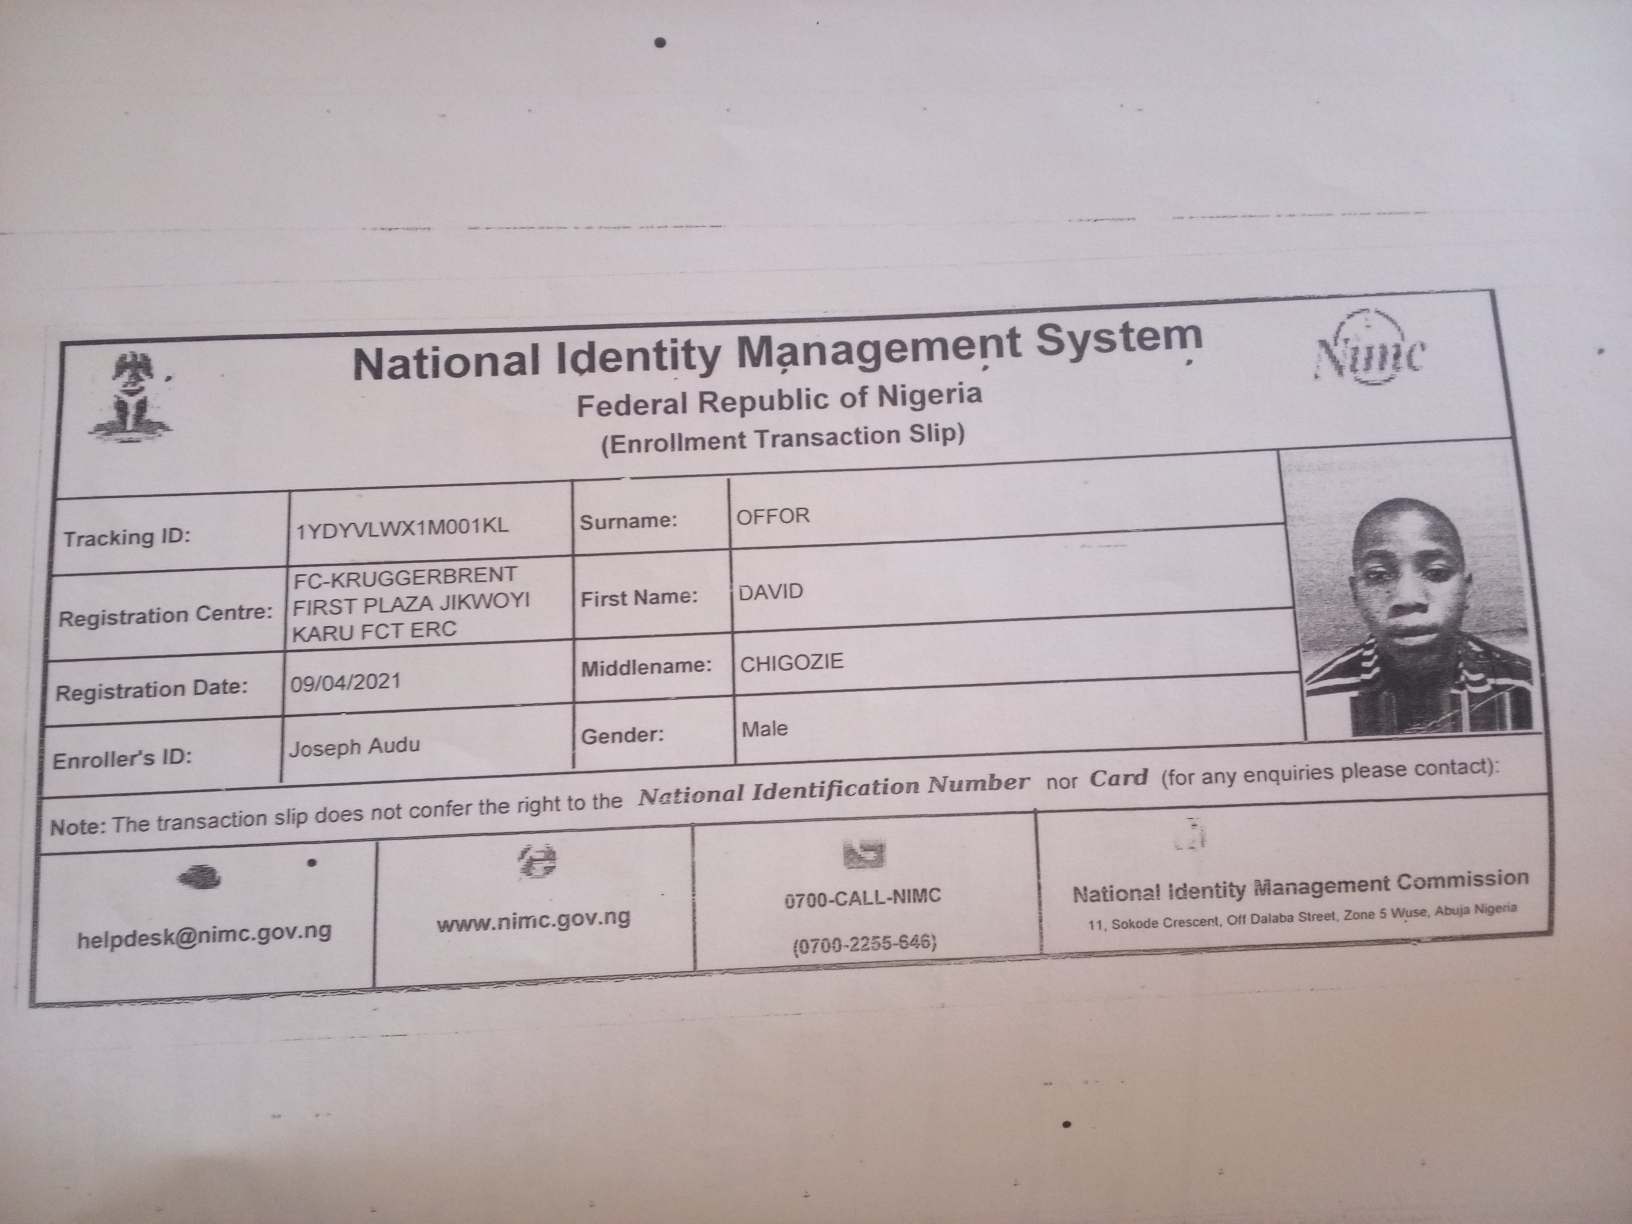 National Identity Management System
Federal Republic of Nigeria
(Enrollment Transaction Slip)
Nimc
Tracking ID: 1YDYVLWX1M001KL Surname: OFFOR
Registration Centre: FC-KRUGGERBRENT
FIRST PLAZA JIKWOYI
KARU FCT ERC
First Name: DAVID
Registration Date: 09/04/2021 Middlename: CHIGOZIE
Enroller's ID: Joseph Audu Gender: Male
Note: The transaction slip does not confer the right to the National Identification Number nor Card (for any enquiries please contact):
helpdesk@nimc.gov.ng
www.nimc.gov.ng
0700-CALL-NIMC
(0700-2255-646)
National Identity Management Commission
11, Sokode Crescent, Off Dalaba Street, Zone 5 Wuse, Abuja Nigeria